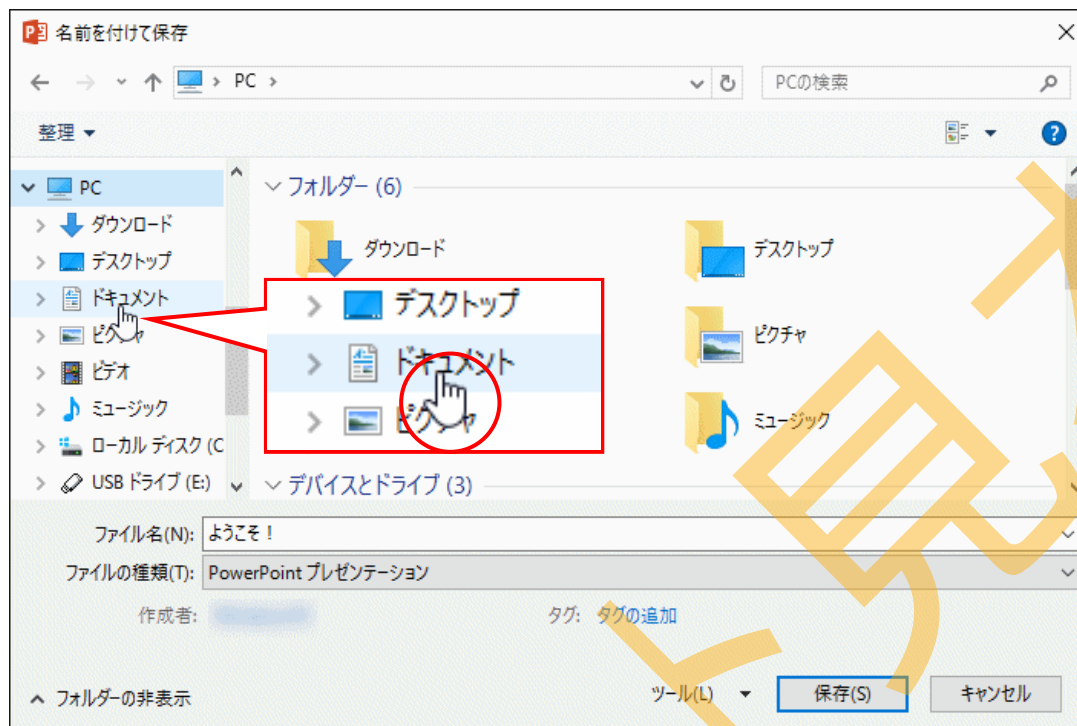 名前を付けて保存
PC
PCの検索
整理
PC
ダウンロード
デスクトップ
ドキュメント
ピクチャ
ビデオ
ミュージック
ローカル ディスク (C
USB ドライブ (E:)
フォルダー (6)
ダウンロード
デスクトップ
ピクチャ
ミュージック
デスクトップ
ドキュメント
ピクチャ
デバイスとドライブ (3)
ファイル名(N): ようこそ！
ファイルの種類(T): PowerPoint プレゼンテーション
作成者:
タグ: タグの追加
フォルダーの非表示
ツール(L)
保存(S)
キャンセル